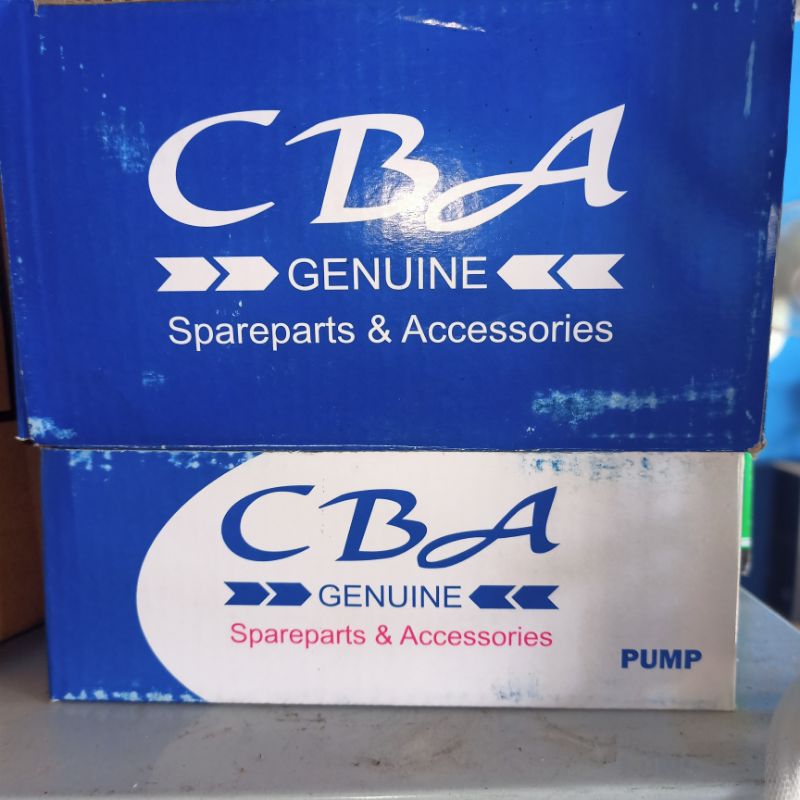 CBA
GENUINE
Spareparts & Accessories
CBA
GENUINE
Spareparts & Accessories
PUMP